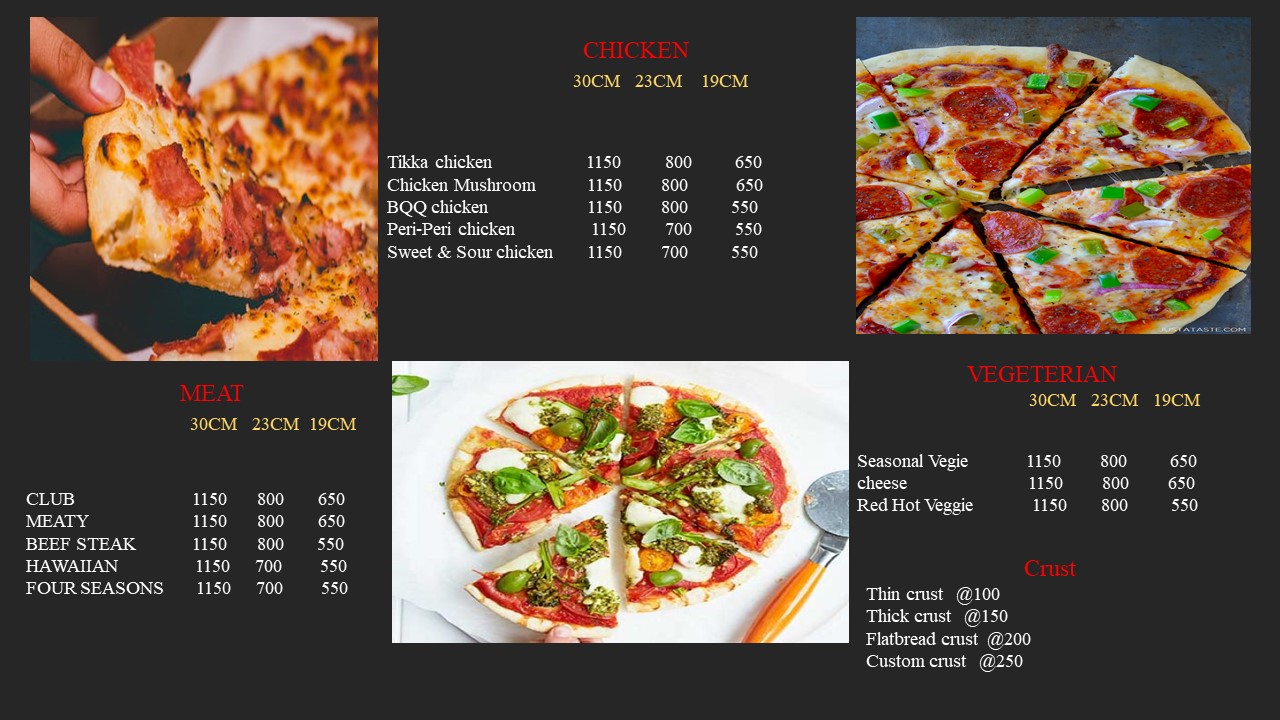 CHICKEN
30CM 23CM 19CM
Tikka chicken 1150 800 650
Chicken Mushroom 1150 800 650
BQQ chicken 1150 800 550
Peri-Peri chicken 1150 700 550
Sweet & Sour chicken 1150 700 550
JUSTATASTE.COM
MEAT
30CM 23CM 19CM
CLUB 1150 800 650
MEATY 1150 800 650
BEEF STEAK 1150 800 550
HAWAIIAN 1150 700 550
FOUR SEASONS 1150 700 550
VEGETERIAN
30CM 23CM 19CM
Seasonal Vegie 1150 800 650
cheese 1150 800 650
Red Hot Veggie 1150 800 550
Crust
Thin crust @100
Thick crust @150
Flatbread crust @200
Custom crust @250